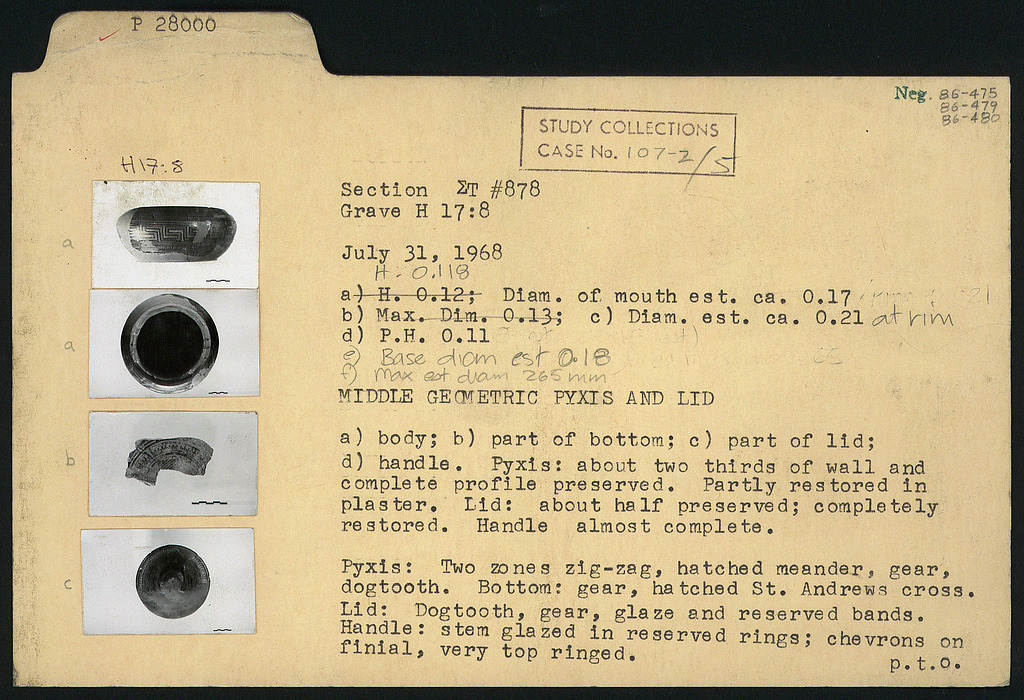 P 28000
Neg. 86-475
86-479
86-480
STUDY COLLECTIONS
CASE No. 107-2/5
H17:8
Section ΣΤ #878
Grave H 17:8
July 31, 1968
H. 0.118
a) H. 0.12; Diam. of mouth est. ca. 0.17
b) Max. Dim. 0.13; c) Diam. est. ca. 0.21 at rim
d) P.H. 0.11
e) Base diam est 0.18
f) Max est diam 265 mm
MIDDLE GEOMETRIC PYXIS AND LID
a) body; b) part of bottom; c) part of lid;
d) handle. Pyxis: about two thirds of wall and
complete profile preserved. Partly restored in
plaster. Lid: about half preserved; completely
restored. Handle almost complete.
Pyxis: Two zones zig-zag, hatched meander, gear,
dogtooth. Bottom: gear, hatched St. Andrews cross.
Lid: Dogtooth, gear, glaze and reserved bands.
Handle: stem glazed in reserved rings; chevrons on
finial, very top ringed.
p.t.o.
a
a
b
c